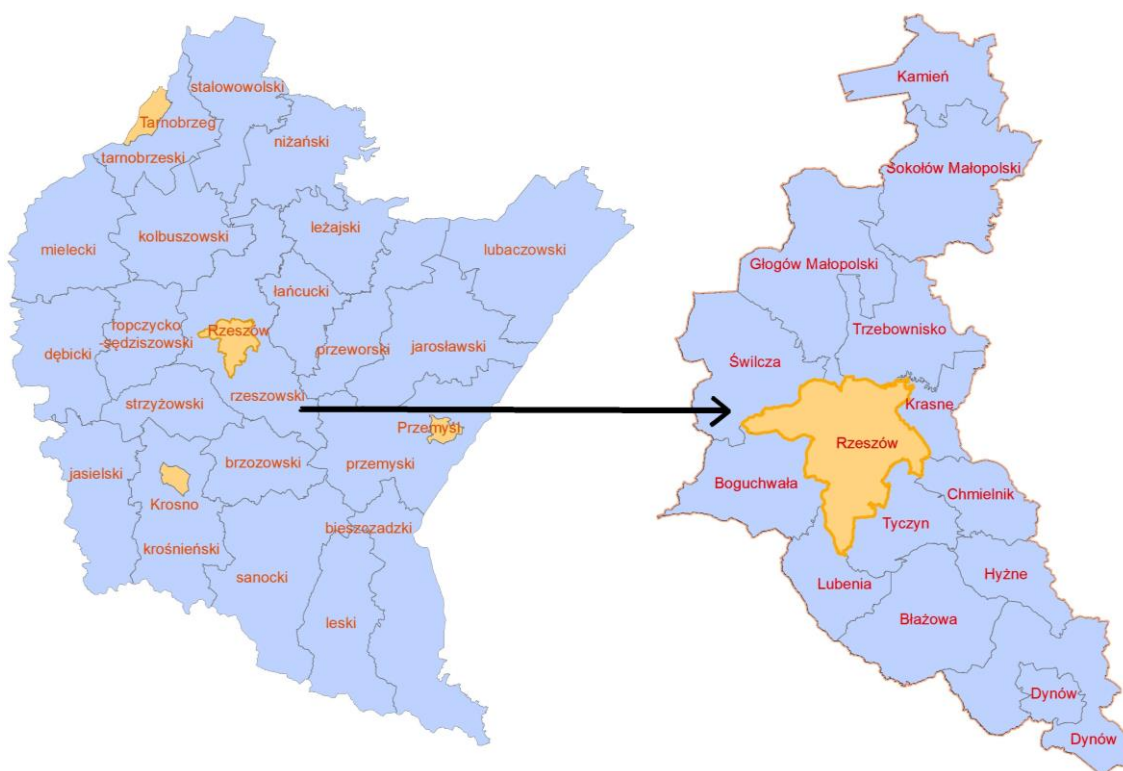 stalowowolski
Tarnobrzeg
tarnobrzeski
niżański
mielecki
kolbuszowski
leżajski
lubaczowski
łańcucki
ropczycko
-sędziszowski
Rzeszów
dębicki
przeworski
jarosławski
strzyżowski
rzeszowski
Przemyśl
jasielski
brzozowski
przemyski
Krosno
bieszczadzki
krośnieński
sanocki
leski
Kamień
Sokołów Małopolski
Głogów Małopolski
Trzebownisko
Świlcza
Krasne
Rzeszów
Boguchwała
Chmielnik
Tyczyn
Lubenia
Hyżne
Błażowa
Dynów
Dynów